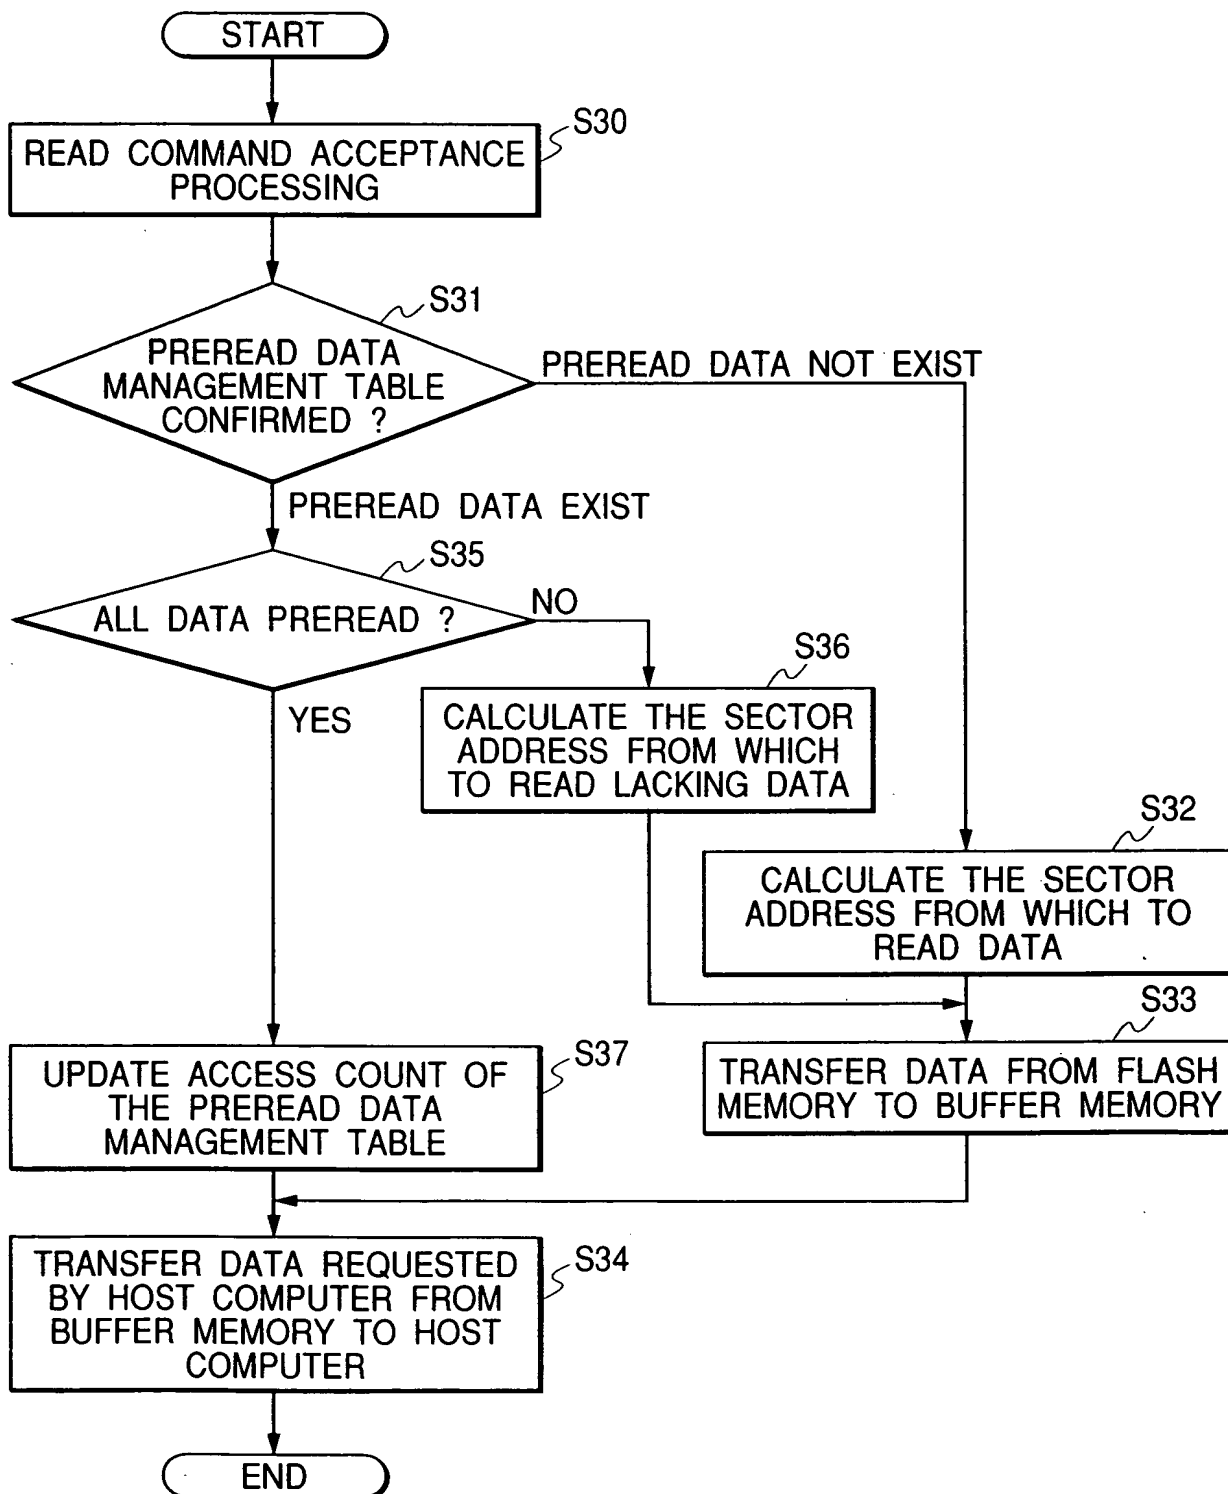 START
S30
READ COMMAND ACCEPTANCE
PROCESSING
S31
PREREAD DATA
MANAGEMENT TABLE
CONFIRMED ?
PREREAD DATA NOT EXIST
PREREAD DATA EXIST
S35
ALL DATA PREREAD ?
NO
YES
S36
CALCULATE THE SECTOR
ADDRESS FROM WHICH
TO READ LACKING DATA
S32
CALCULATE THE SECTOR
ADDRESS FROM WHICH TO
READ DATA
S33
TRANSFER DATA FROM FLASH
MEMORY TO BUFFER MEMORY
S37
UPDATE ACCESS COUNT OF
THE PREREAD DATA
MANAGEMENT TABLE
S34
TRANSFER DATA REQUESTED
BY HOST COMPUTER FROM
BUFFER MEMORY TO HOST
COMPUTER
END